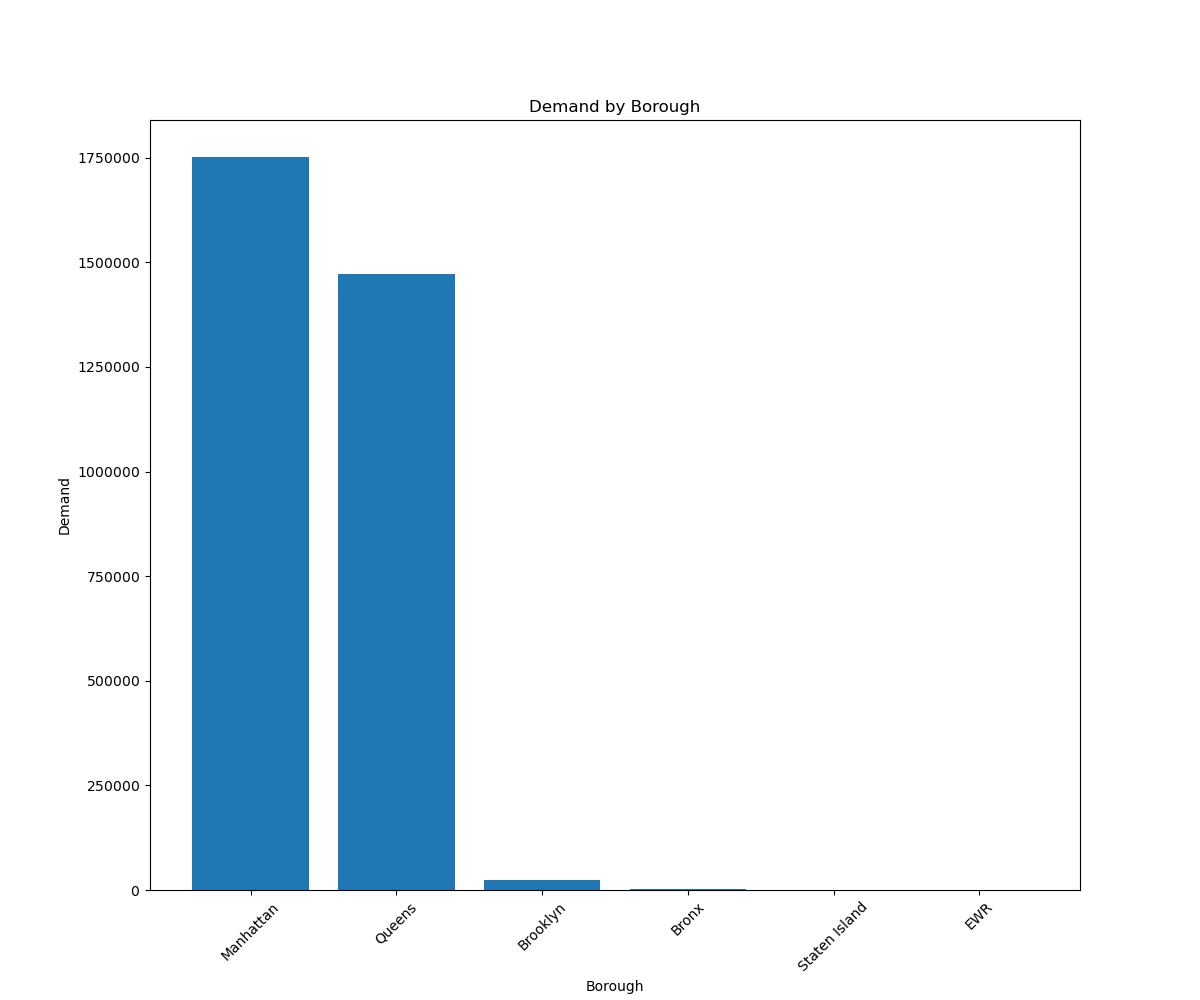 Demand by Borough
1750000
1500000
1250000
1000000
750000
500000
250000
0
Demand
Manhattan
Queens
Brooklyn
Bronx
Staten Island
EWR
Borough